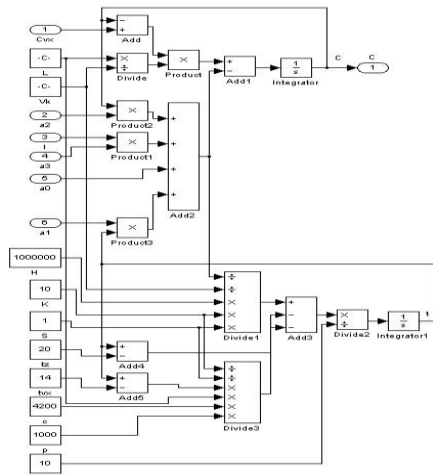 1
Cvx
-C-
L
-C-
Vk
2
a2
3
I
4
a3
5
a0
6
a1
1000000
H
10
K
1
S
20
tz
14
tvx
4200
c
1000
p
10
Add
Divide
Product
Add1
1
s
Integrator
C
C
1
Product2
Product1
Add2
Product3
Divide1
Add3
Divide2
1
s
Integrator1
t
Add4
Add5
Divide3